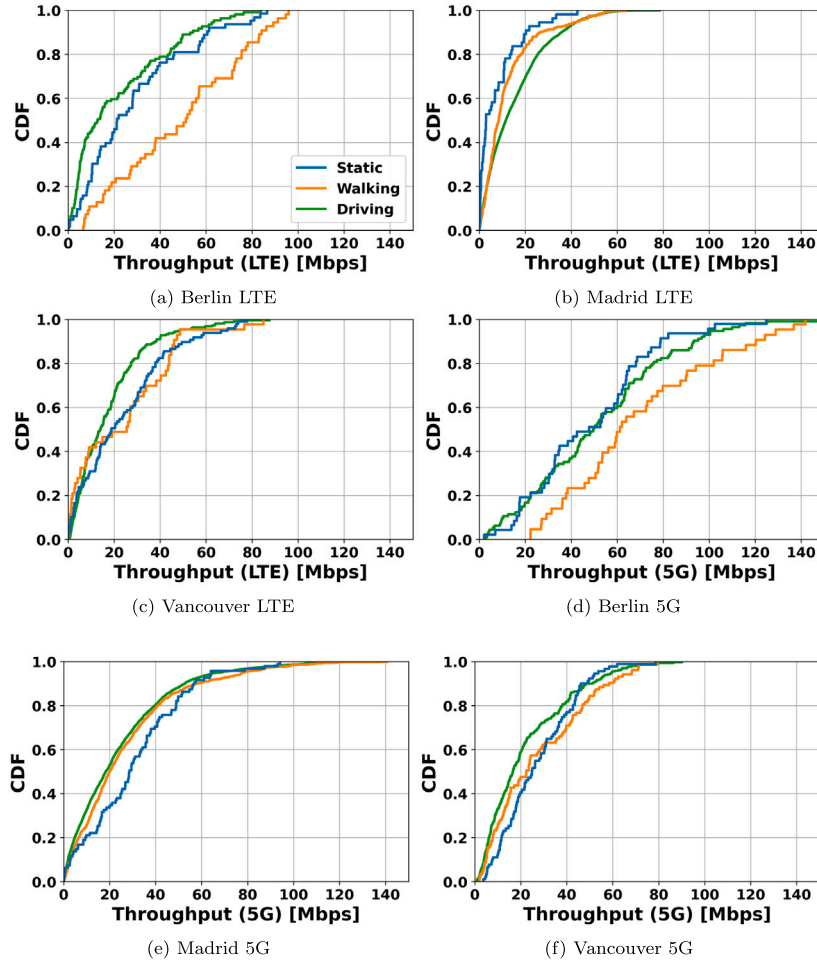 1.0
0.8
0.6
0.4
0.2
0.0
CDF
0 20 40 60 80 100 120 140
Throughput (LTE) [Mbps]
Static
Walking
Driving
(a) Berlin LTE
1.0
0.8
0.6
0.4
0.2
0.0
CDF
0 20 40 60 80 100 120 140
Throughput (LTE) [Mbps]
(b) Madrid LTE
1.0
0.8
0.6
0.4
0.2
0.0
CDF
0 20 40 60 80 100 120 140
Throughput (LTE) [Mbps]
(c) Vancouver LTE
1.0
0.8
0.6
0.4
0.2
0.0
CDF
0 20 40 60 80 100 120 140
Throughput (5G) [Mbps]
(d) Berlin 5G
1.0
0.8
0.6
0.4
0.2
0.0
CDF
0 20 40 60 80 100 120 140
Throughput (5G) [Mbps]
(e) Madrid 5G
1.0
0.8
0.6
0.4
0.2
0.0
CDF
0 20 40 60 80 100 120 140
Throughput (5G) [Mbps]
(f) Vancouver 5G